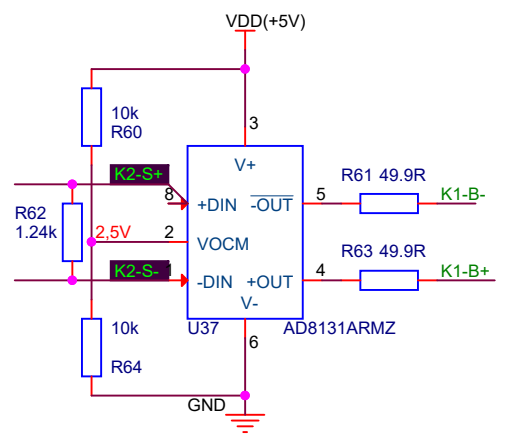 VDD(+5V)
10k
R60
3
V+
K2-S+
8
+DIN
-OUT
5
R61 49.9R
K1-B-
R62
1.24k
2,5V
2
VOCM
R63 49.9R
K2-S-
1
-DIN
+OUT
4
K1-B+
V-
10k
U37
AD8131ARMZ
6
R64
GND